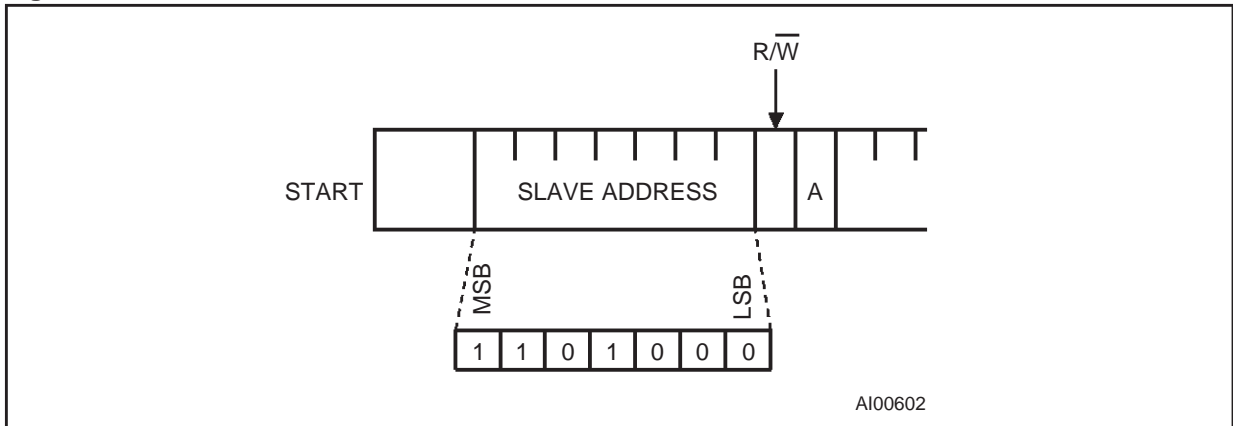 R/W̅
START
SLAVE ADDRESS
A
MSB
LSB
1 1 0 1 0 0 0
AI00602